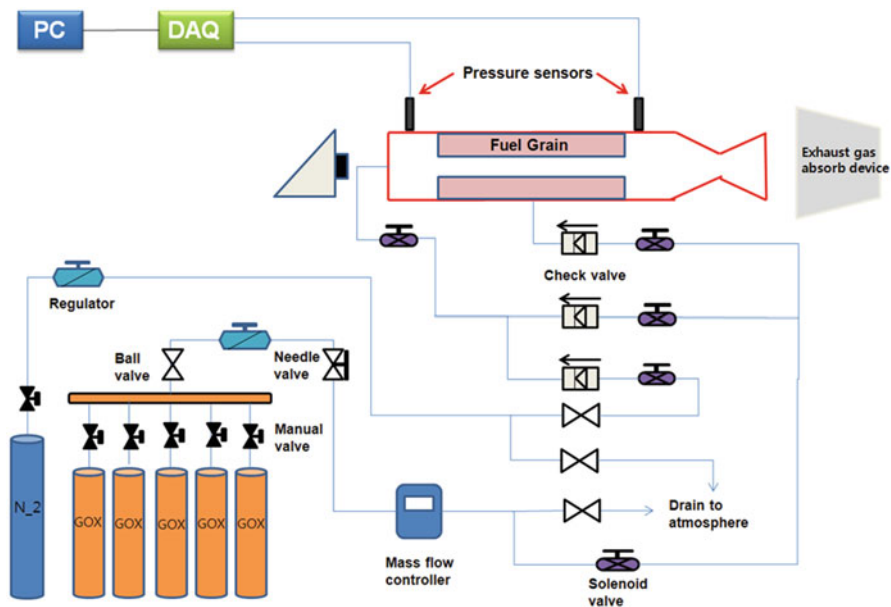 PC
DAQ
Pressure sensors
Fuel Grain
Exhaust gas
absorb device
Check valve
Regulator
Ball
valve
Needle
valve
Manual
valve
N_2
GOX
GOX
GOX
GOX
GOX
Mass flow
controller
Drain to
atmosphere
Solenoid
valve